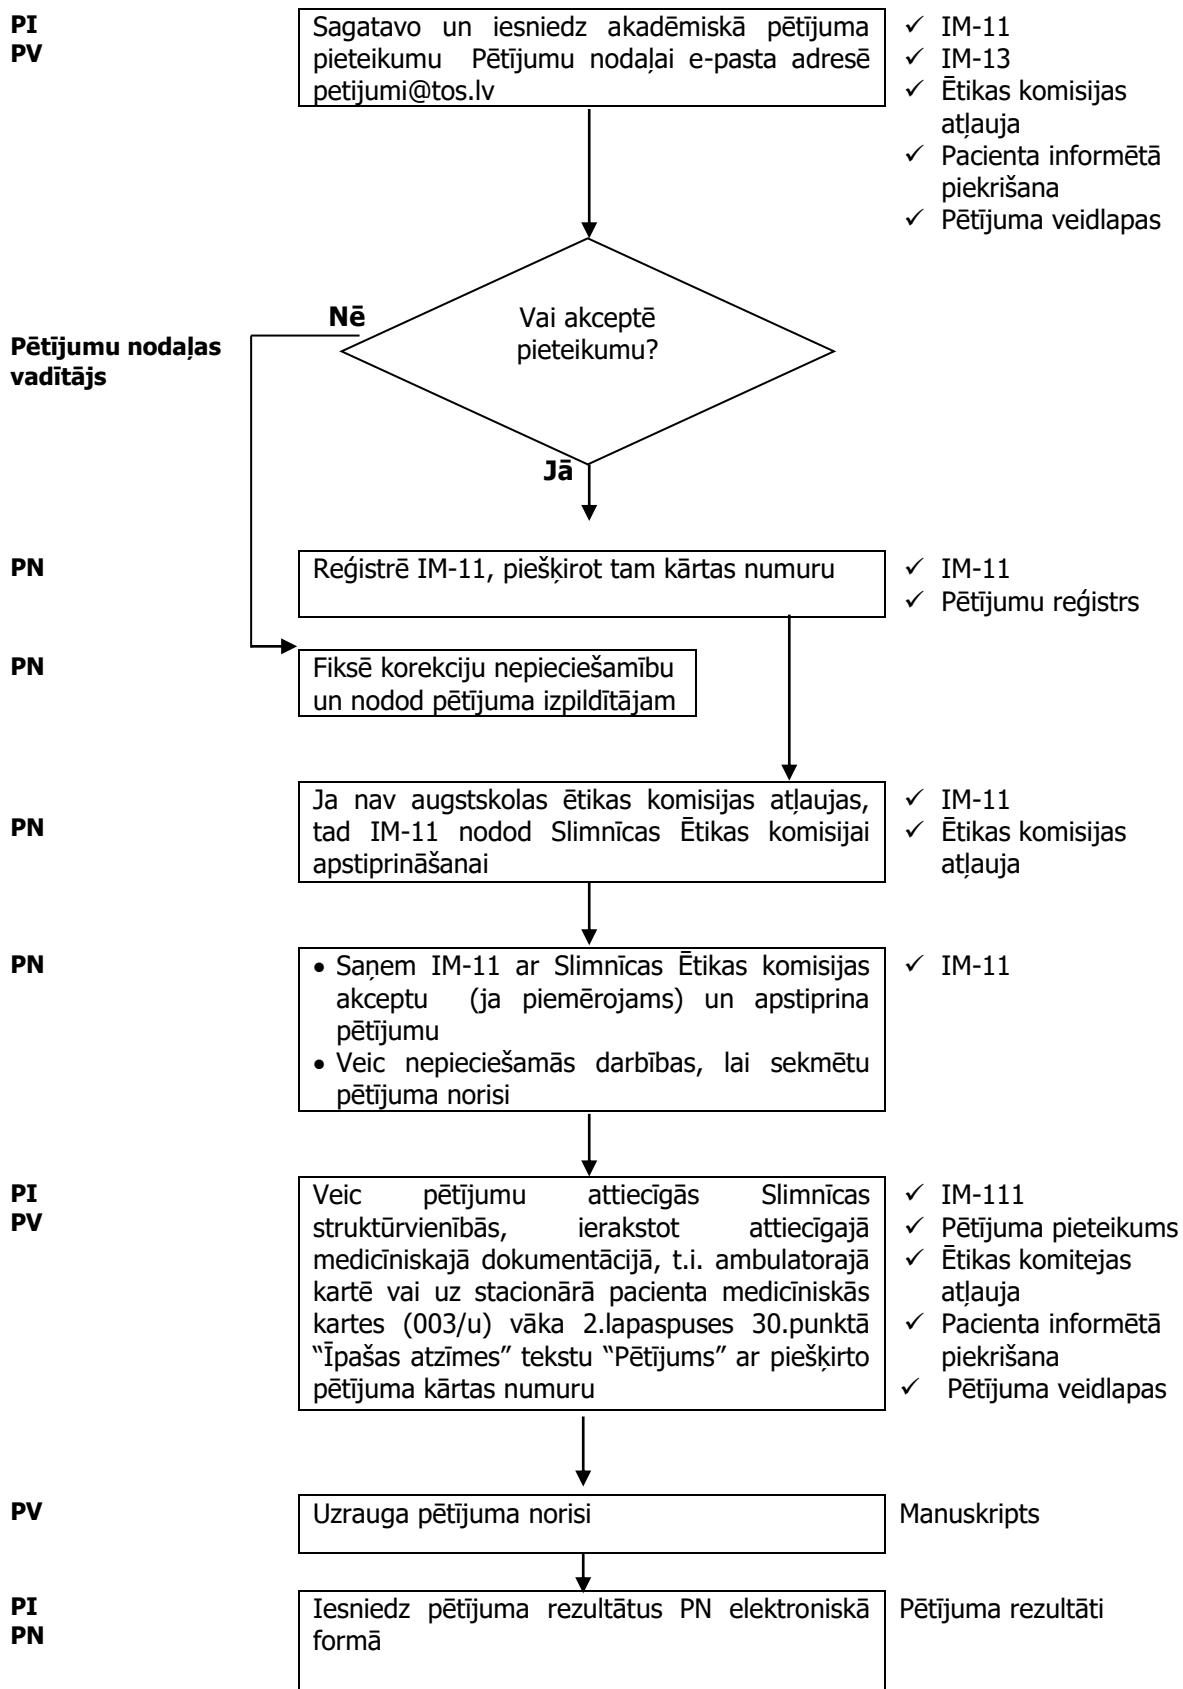 PI
PV
Sagatavo un iesniedz akadēmiskā pētījuma
pieteikumu Pētījumu nodaļai e-pasta adresē
petijumi@tos.lv
✓ IM-11
✓ IM-13
✓ Ētikas komisijas
atļauja
✓ Pacienta informētā
piekrišana
✓ Pētījuma veidlapas
Nē
Vai akceptē
pieteikumu?
Pētījumu nodaļas
vadītājs
Jā
PN
Reģistrē IM-11, piešķirot tam kārtas numuru
✓ IM-11
✓ Pētījumu reģistrs
PN
Fiksē korekciju nepieciešamību
un nodod pētījuma izpildītājam
PN
Ja nav augstskolas ētikas komisijas atļaujas,
tad IM-11 nodod Slimnīcas Ētikas komisijai
apstiprināšanai
✓ IM-11
✓ Ētikas komisijas
atļauja
PN
• Saņem IM-11 ar Slimnīcas Ētikas komisijas
akceptu (ja piemērojams) un apstiprina
pētījumu
• Veic nepieciešamās darbības, lai sekmētu
pētījuma norisi
✓ IM-11
PI
PV
Veic pētījumu attiecīgās Slimnīcas
struktūrvienībās, ierakstot attiecīgajā
medicīniskajā dokumentācijā, t.i. ambulatorajā
kartē vai uz stacionārā pacienta medicīniskās
kartes (003/u) vāka 2.lapaspuses 30.punktā
“Īpašas atzīmes” tekstu “Pētījums” ar piešķirto
pētījuma kārtas numuru
✓ IM-111
✓ Pētījuma pieteikums
✓ Ētikas komitejas
atļauja
✓ Pacienta informētā
piekrišana
✓ Pētījuma veidlapas
PV
Uzrauga pētījuma norisi
Manuskripts
PI
PN
Iesniedz pētījuma rezultātus PN elektroniskā
formā
Pētījuma rezultāti